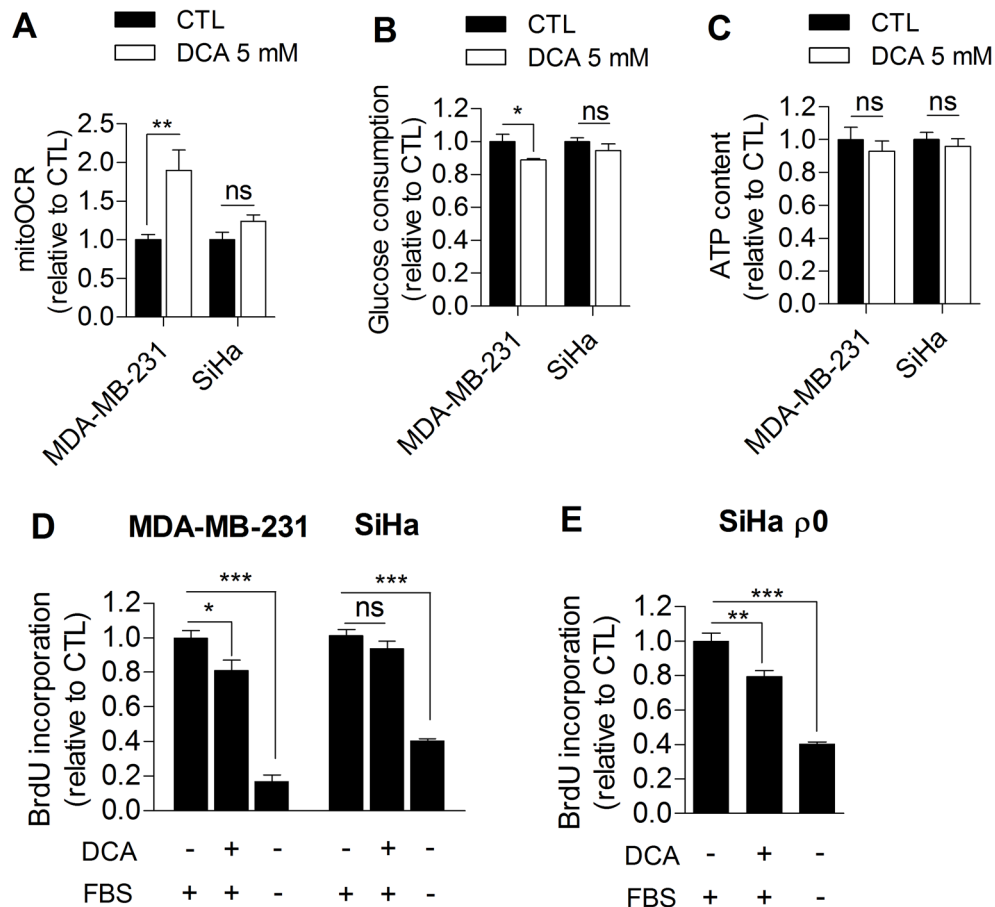 A
CTL
DCA 5 mM
mitoOCR
(relative to CTL)
2.5
2.0
1.5
1.0
0.5
0.0
**
ns
MDA-MB-231
SiHa
B
CTL
DCA 5 mM
Glucose consumption
(relative to CTL)
1.2
1.0
0.8
0.6
0.4
0.2
0.0
*
ns
MDA-MB-231
SiHa
C
CTL
DCA 5 mM
ATP content
(relative to CTL)
1.2
1.0
0.8
0.6
0.4
0.2
0.0
ns
ns
MDA-MB-231
SiHa
D
MDA-MB-231 SiHa
BrdU incorporation
(relative to CTL)
1.2
1.0
0.8
0.6
0.4
0.2
0.0
***
*
***
ns
DCA - + - - + -
FBS + + - + + -
E
SiHa ρ0
BrdU incorporation
(relative to CTL)
1.2
1.0
0.8
0.6
0.4
0.2
0.0
***
**
DCA - + -
FBS + + -